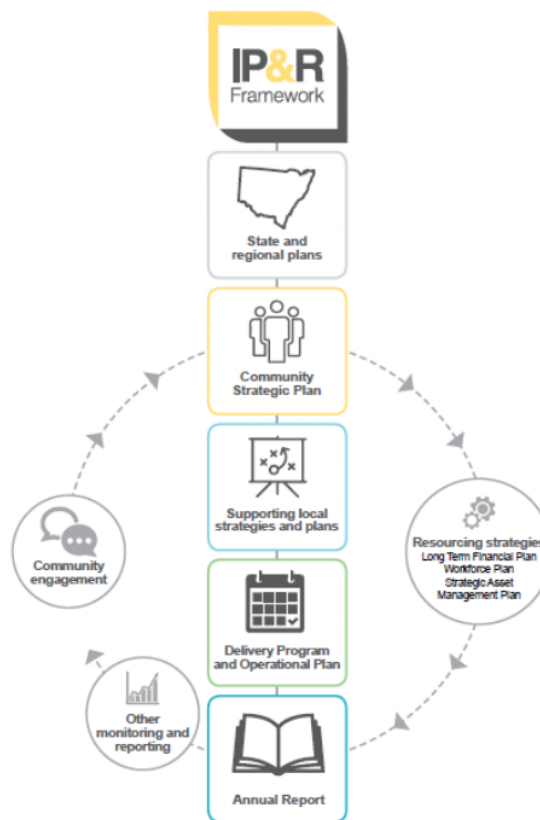 IP&R
Framework
State and
regional plans
Community
Strategic Plan
Supporting local
strategies and plans
Community
engagement
Resourcing strategies
Long Term Financial Plan
Workforce Plan
Strategic Asset
Management Plan
Delivery Program
and Operational Plan
Other
monitoring and
reporting
Annual Report